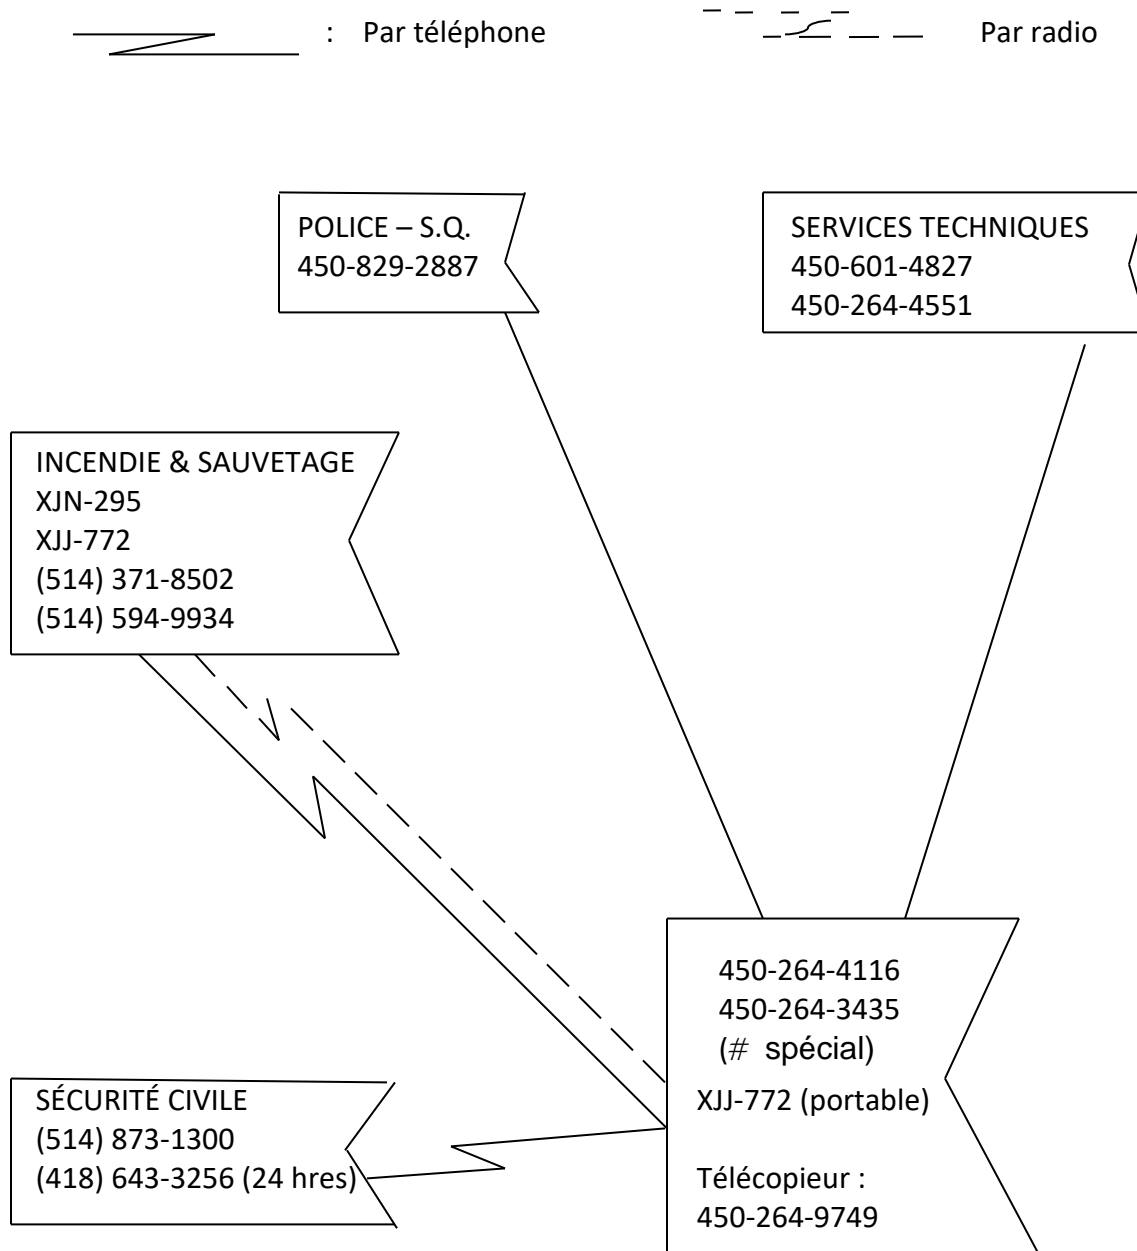 : Par téléphone
Par radio
POLICE – S.Q.
450-829-2887
SERVICES TECHNIQUES
450-601-4827
450-264-4551
INCENDIE & SAUVETAGE
XJN-295
XJJ-772
(514) 371-8502
(514) 594-9934
450-264-4116
450-264-3435
(# spécial)
XJJ-772 (portable)
Télécopieur :
450-264-9749
SÉCURITÉ CIVILE
(514) 873-1300
(418) 643-3256 (24 hres)